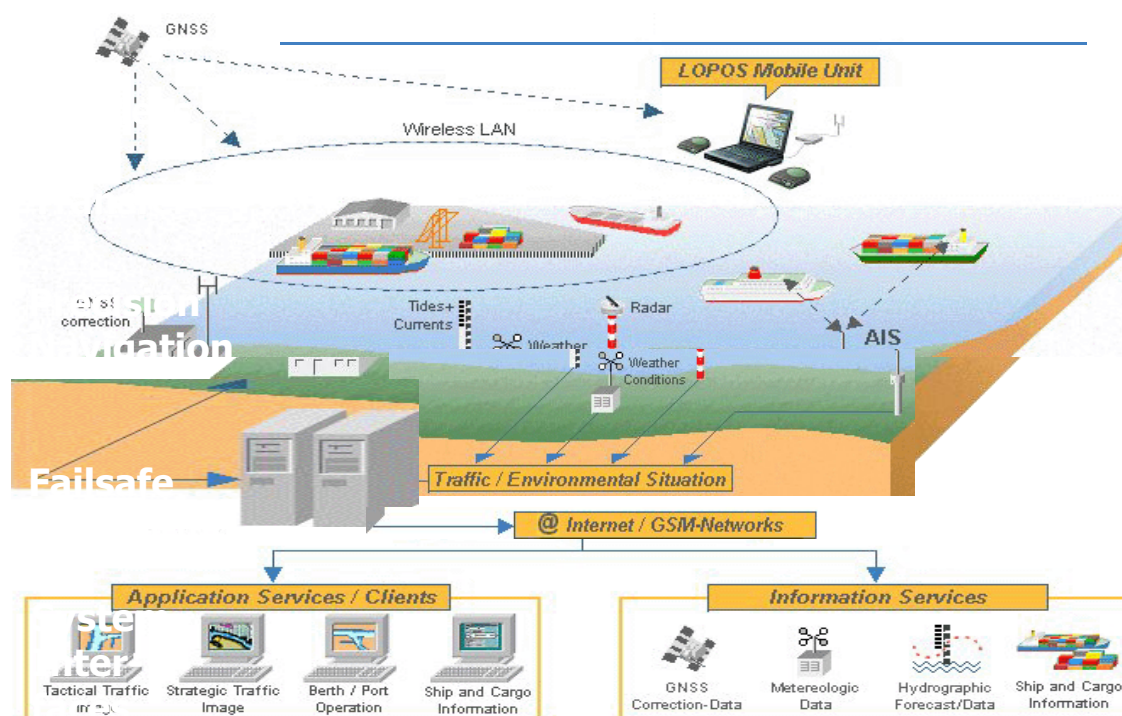 GNSS
LOPOS Mobile Unit
Wireless LAN
correction
Navigation
Tides+
Currents
Radar
Weather
AIS
Weather
Conditions
Failsafe
Traffic / Environmental Situation
@ Internet / GSM-Networks
Application Services / Clients
Information Services
Tactical Traffic
Strategic Traffic
Image
Berth / Port
Operation
Ship and Cargo
Information
GNSS
Correction-Data
Metereologic
Data
Hydrographic
Forecast/Data
Ship and Cargo
Information